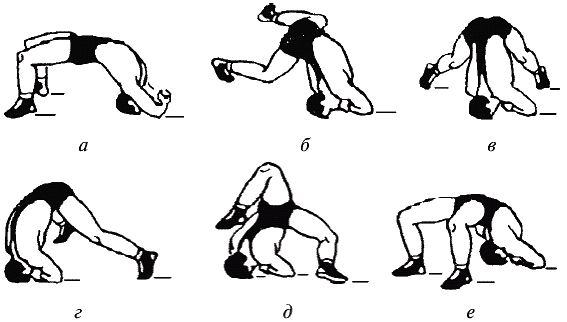 а б в
г д е